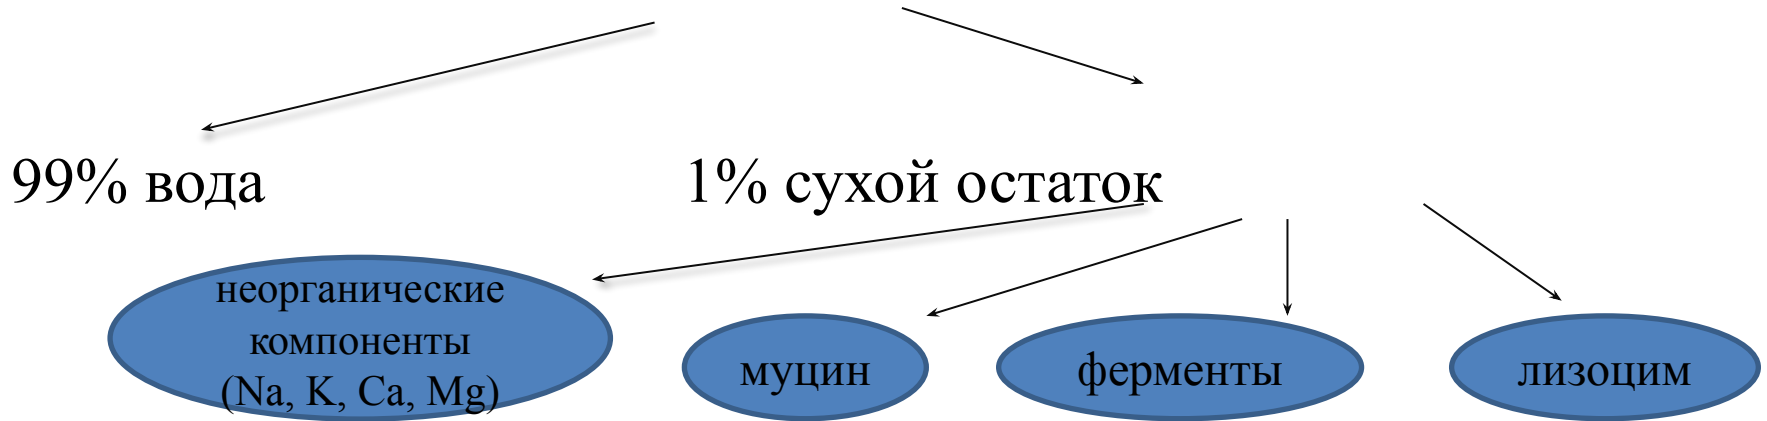 99% вода
1% сухой остаток
неорганические
компоненты
(Na, K, Ca, Mg)
муцин
ферменты
лизоцим